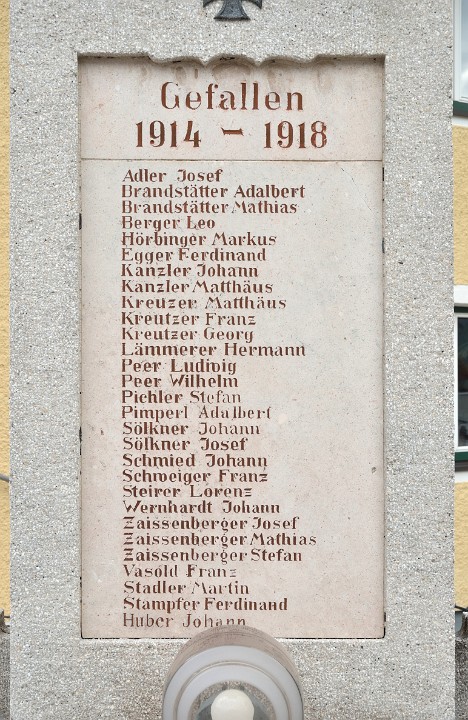 Gefallen
1914 - 1918
Adler Josef
Brandstätter Adalbert
Brandstätter Mathias
Berger Leo
Hörbinger Markus
Egger Ferdinand
Kanzler Johann
Kanzler Matthäus
Kreuzer Matthäus
Kreutzer Franz
Kreutzer Georg
Lämmerer Hermann
Peer Ludwig
Peer Wilhelm
Pichler Stefan
Pimperl Adalbert
Sölkner Johann
Sölkner Josef
Schmied Johann
Schweiger Franz
Steirer Lorenz
Wernhardt Johann
Zaissenberger Josef
Zaissenberger Mathias
Zaissenberger Stefan
Vasold Franz
Stadler Martin
Stampfer Ferdinand
Huber Johann